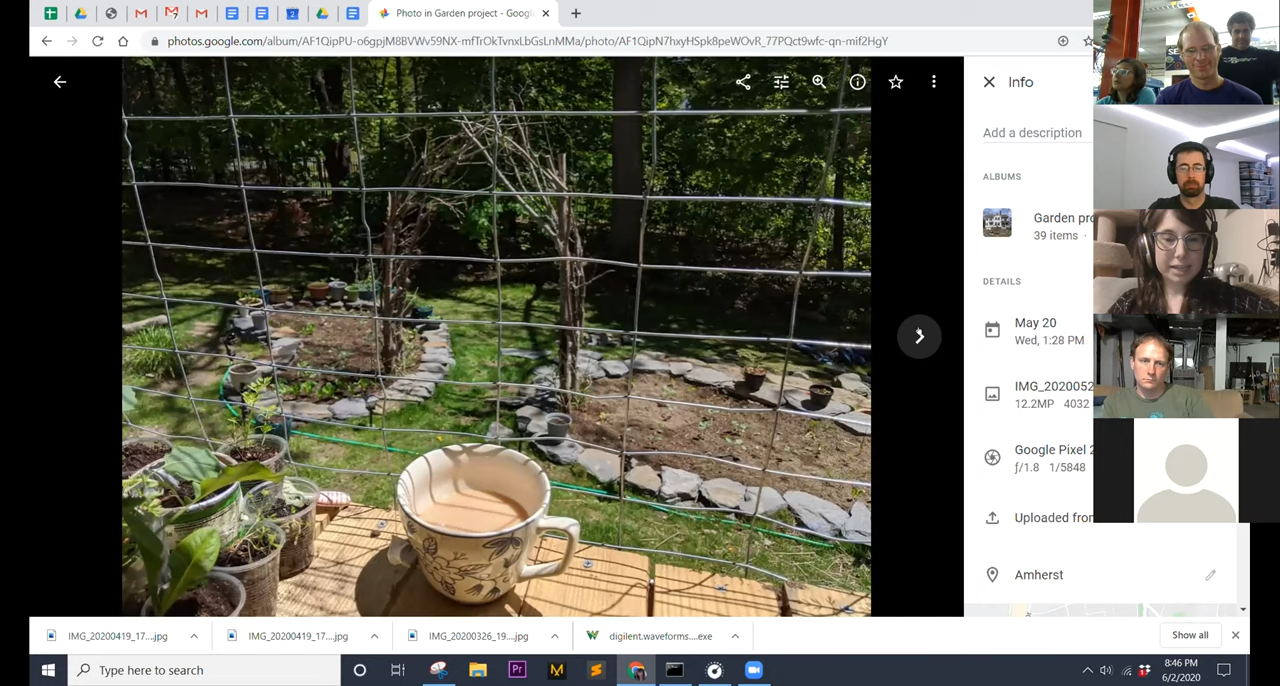 Photo in Garden project - Googl
photos.google.com/album/AF1QipPU-o6gpjM8BVWv59NX-mfTrOkTvnxLbGsLnMMa/photo/AF1QipN7hxyHSpk8peWOvR_77PQct9wfc-qn-mif2HgY
Info
Add a description
ALBUMS
Garden pro
39 items ·
DETAILS
May 20
Wed, 1:28 PM
IMG_2020052
12.2MP 4032
Google Pixel 2
ƒ/1.8 1/5848
Uploaded from
Amherst
IMG_20200419_17....jpg
IMG_20200419_17....jpg
IMG_20200326_19....jpg
digilent.waveforms....exe
Show all
Type here to search
Pr
8:46 PM
6/2/2020